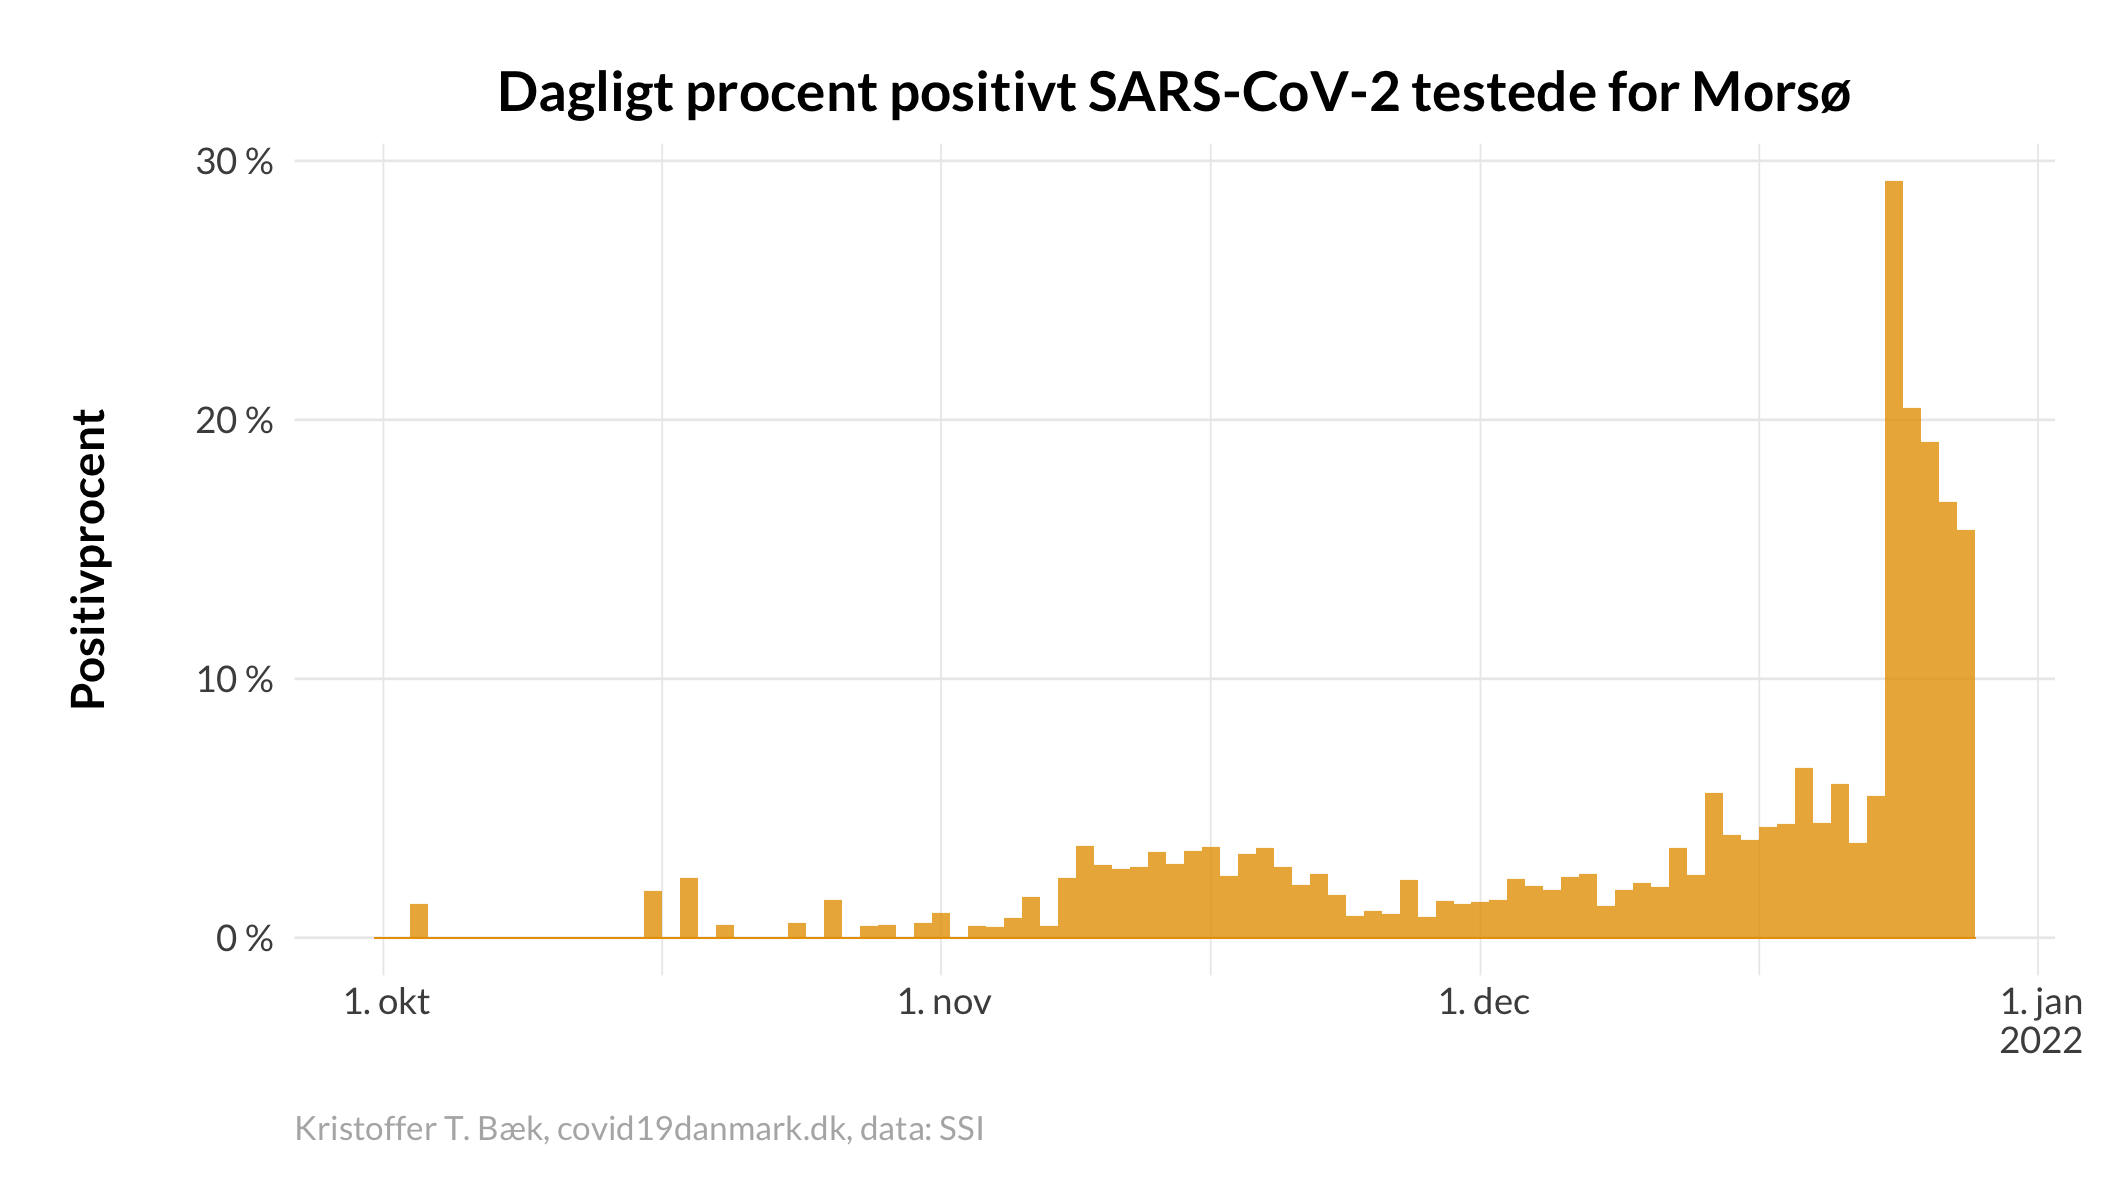 Dagligt procent positivt SARS-CoV-2 testede for Morsø
Positivprocent
30 %
20 %
10 %
0 %
1. okt
1. nov
1. dec
1. jan
2022
Kristoffer T. Bæk, covid19danmark.dk, data: SSI